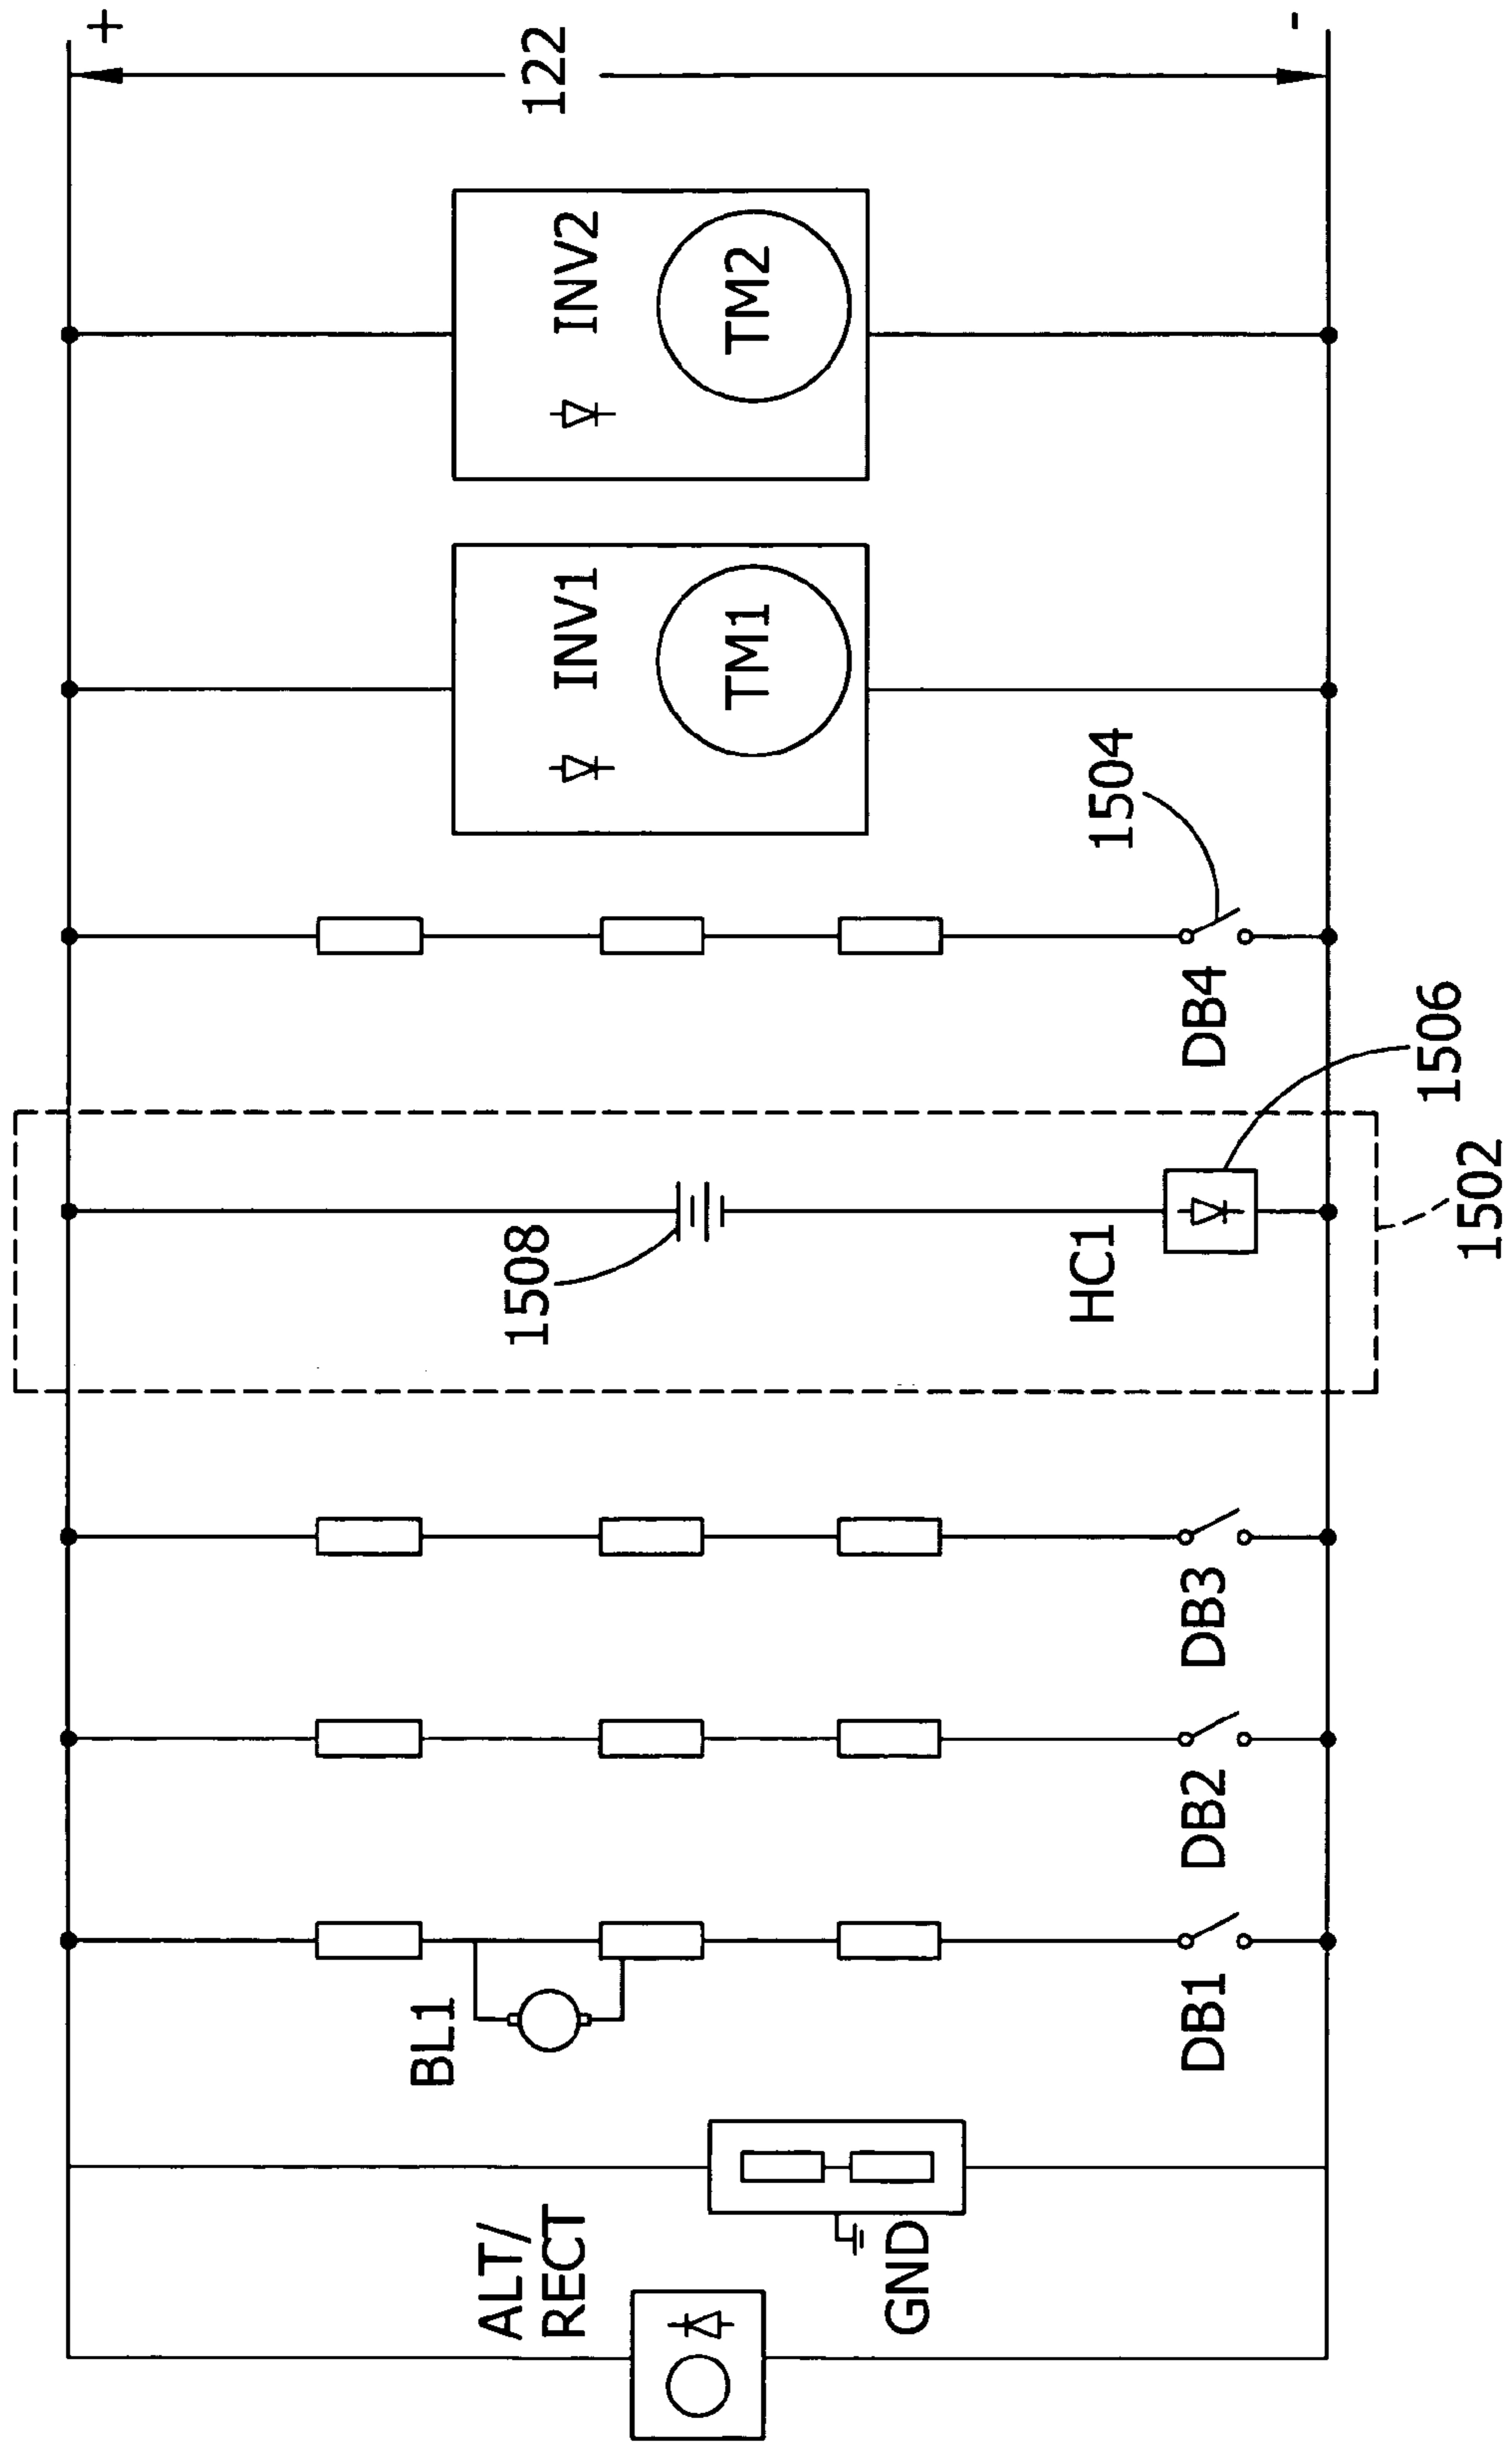 +
BL1
ALT/
RECT
1508
122
INV1
INV2
TM1
TM2
GND
HC1
1504
DB1
DB2
DB3
DB4
-
1506
1502